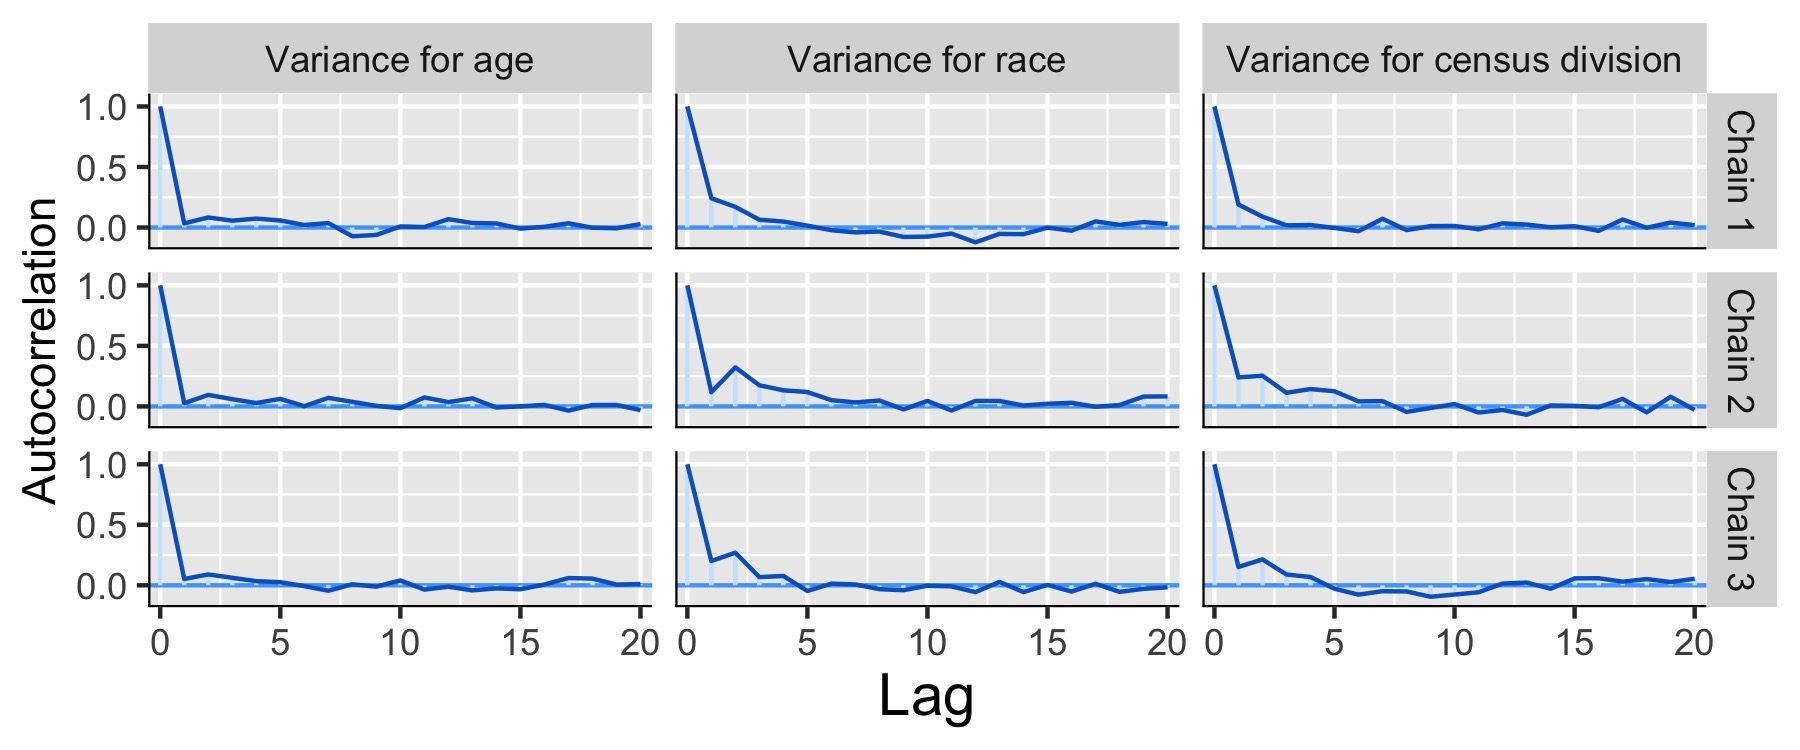 Variance for age
Variance for race
Variance for census division
Autocorrelation
1.0
0.5
0.0
Chain 1
1.0
0.5
0.0
Chain 2
1.0
0.5
0.0
Chain 3
0 5 10 15 20
0 5 10 15 20
0 5 10 15 20
Lag